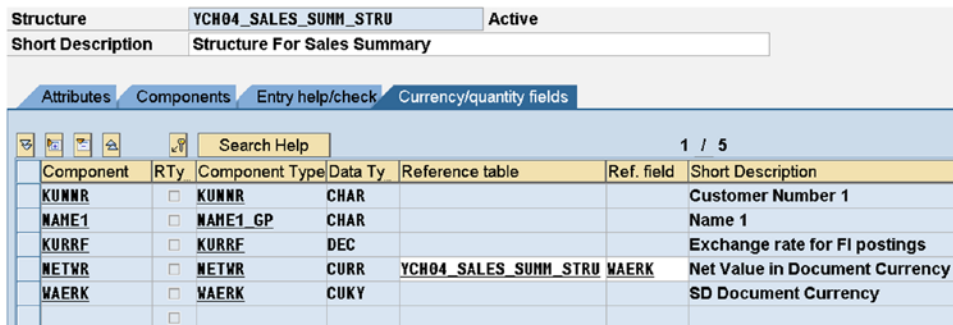 Structure YCH04_SALES_SUMM_STRU Active
Short Description Structure For Sales Summary
Attributes Components Entry help/check Currency/quantity fields
Search Help 1 / 5
Component RTy Component Type Data Ty Reference table Ref. field Short Description
KUNNR KUNNR CHAR Customer Number 1
NAME1 NAME1_GP CHAR Name 1
KURRF KURRF DEC Exchange rate for FI postings
NETWR NETWR CURR YCH04_SALES_SUMM_STRU WAERK Net Value in Document Currency
WAERK WAERK CUKY SD Document Currency